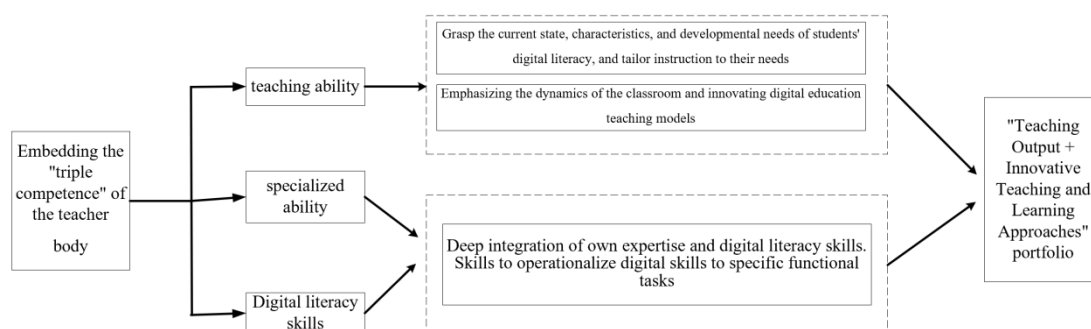 Embedding the
"triple
competence" of
the teacher
body
teaching ability
specialized
ability
Digital literacy
skills
Grasp the current state, characteristics, and developmental needs of students'
digital literacy, and tailor instruction to their needs
Emphasizing the dynamics of the classroom and innovating digital education
teaching models
Deep integration of own expertise and digital literacy skills.
Skills to operationalize digital skills to specific functional
tasks
"Teaching
Output +
Innovative
Teaching and
Learning
Approaches"
portfolio